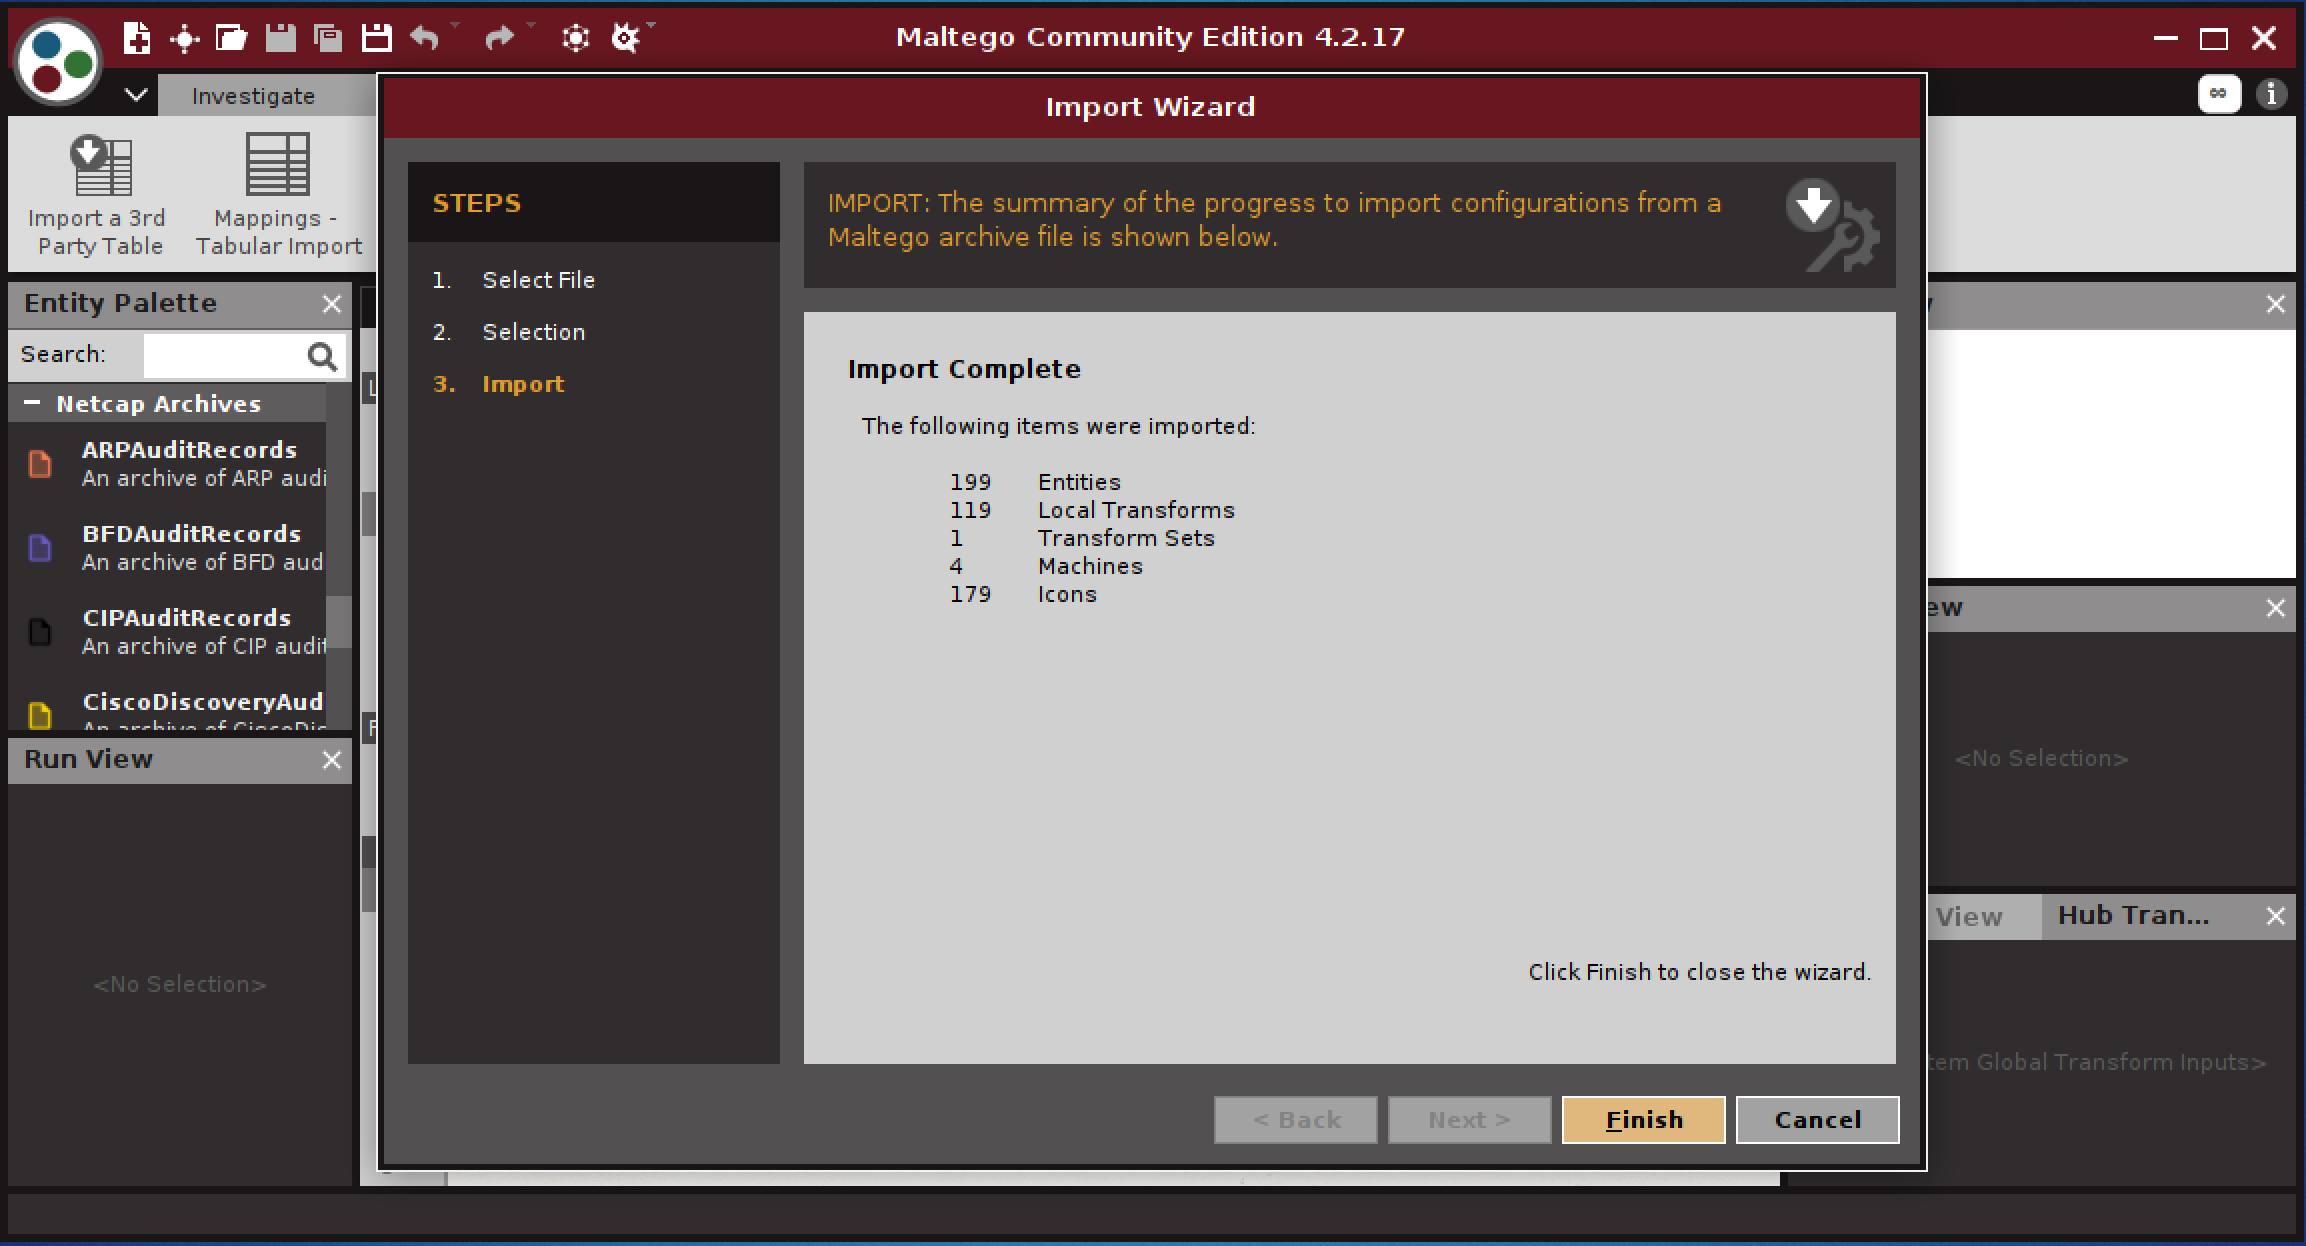 Maltego Community Edition 4.2.17
Investigate
Import a 3rd
Party Table
Mappings -
Tabular Import
Entity Palette
Search:
Netcap Archives
ARPAuditRecords
An archive of ARP audi
BFDAuditRecords
An archive of BFD aud
CIPAuditRecords
An archive of CIP audit
CiscoDiscoveryAud
An archive of CiscoDis
Run View
<No Selection>
Import Wizard
STEPS
1. Select File
2. Selection
3. Import
IMPORT: The summary of the progress to import configurations from a
Maltego archive file is shown below.
Import Complete
The following items were imported:
199 Entities
119 Local Transforms
1 Transform Sets
4 Machines
179 Icons
Click Finish to close the wizard.
< Back
Next >
Finish
Cancel
ew
<No Selection>
View
Hub Tran...
tem Global Transform Inputs>